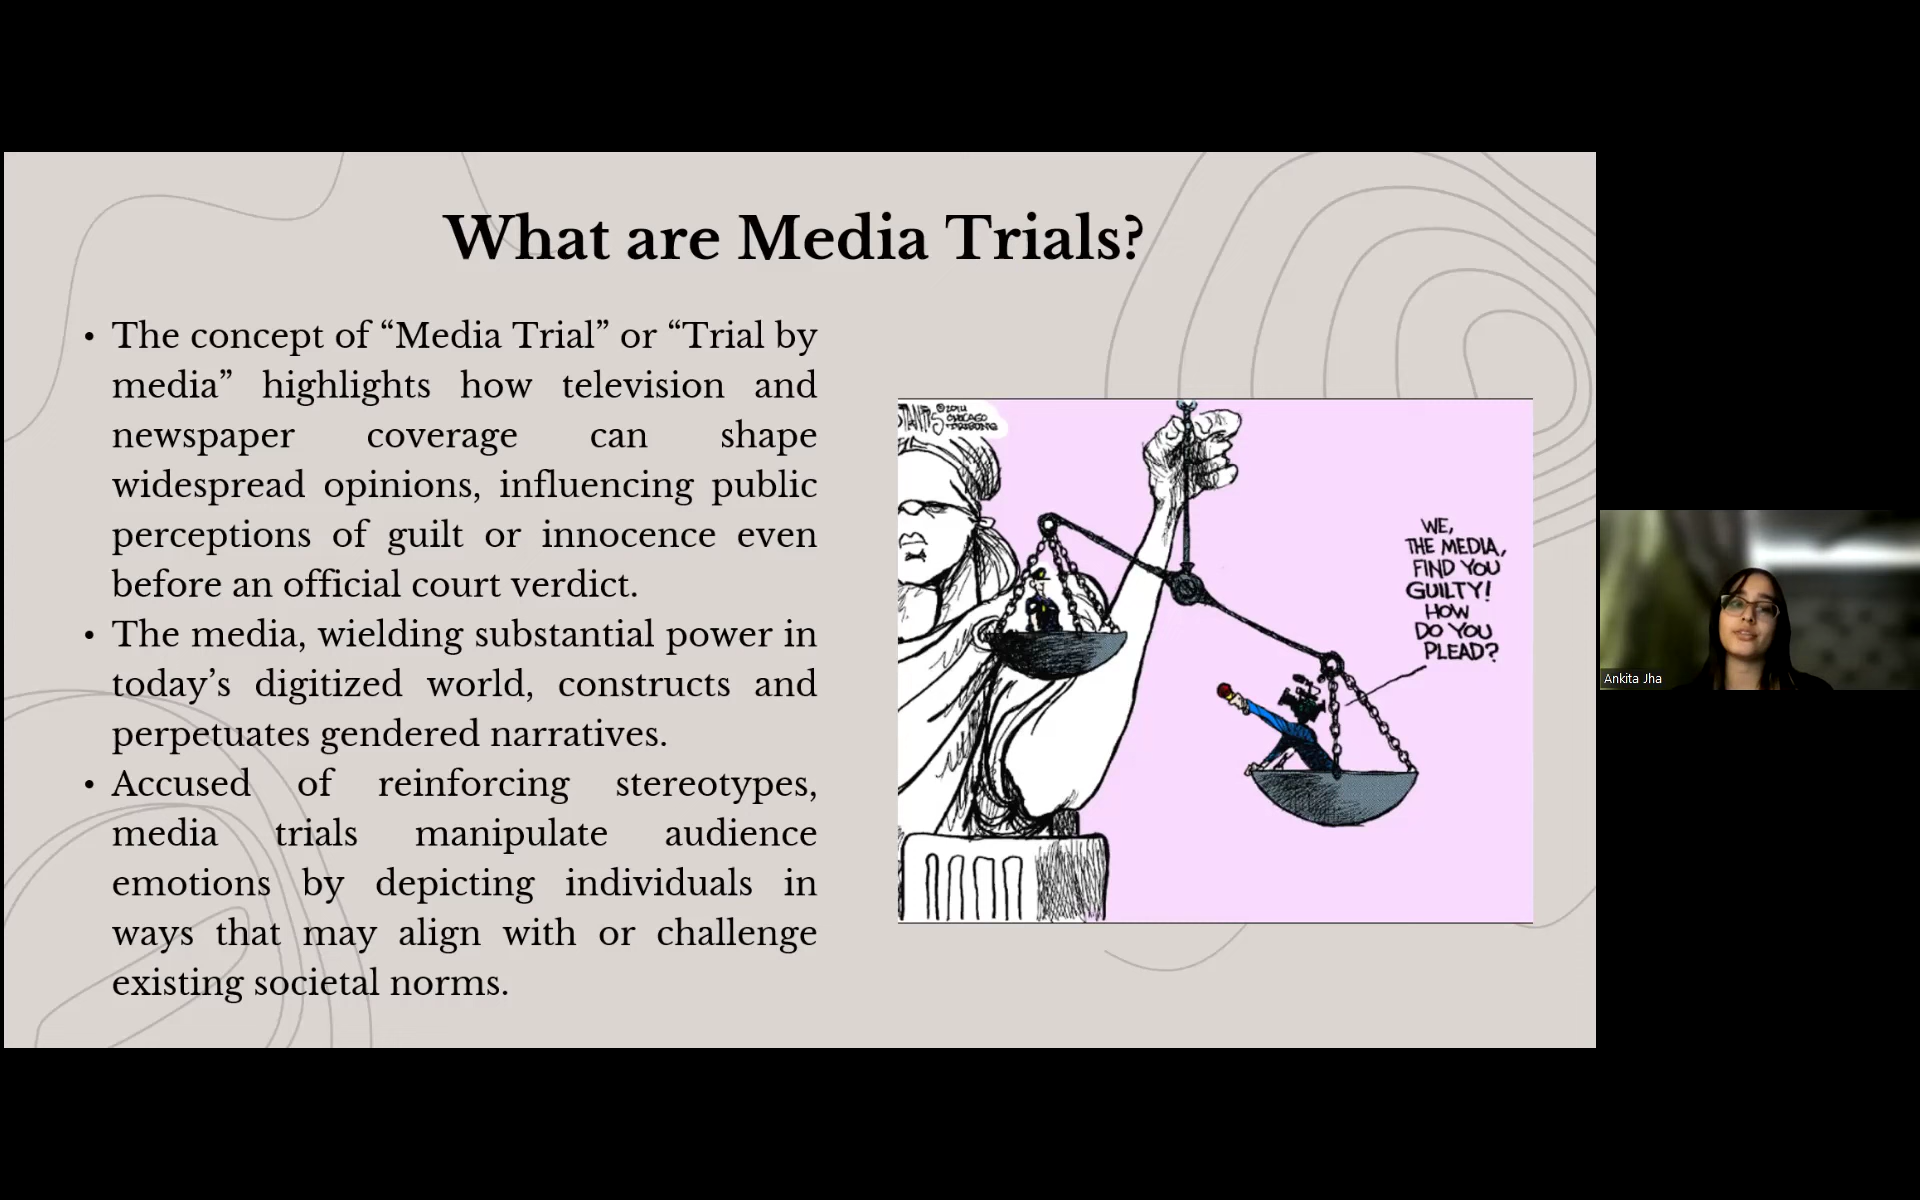 What are Media Trials?
• The concept of “Media Trial” or “Trial by
media” highlights how television and
newspaper coverage can shape
widespread opinions, influencing public
perceptions of guilt or innocence even
before an official court verdict.
• The media, wielding substantial power in
today’s digitized world, constructs and
perpetuates gendered narratives.
• Accused of reinforcing stereotypes,
media trials manipulate audience
emotions by depicting individuals in
ways that may align with or challenge
existing societal norms.
©2014
CHICAGO
TRIBUNE
WE,
THE MEDIA,
FIND YOU
GUILTY!
HOW
DO YOU
PLEAD?
Ankita Jha